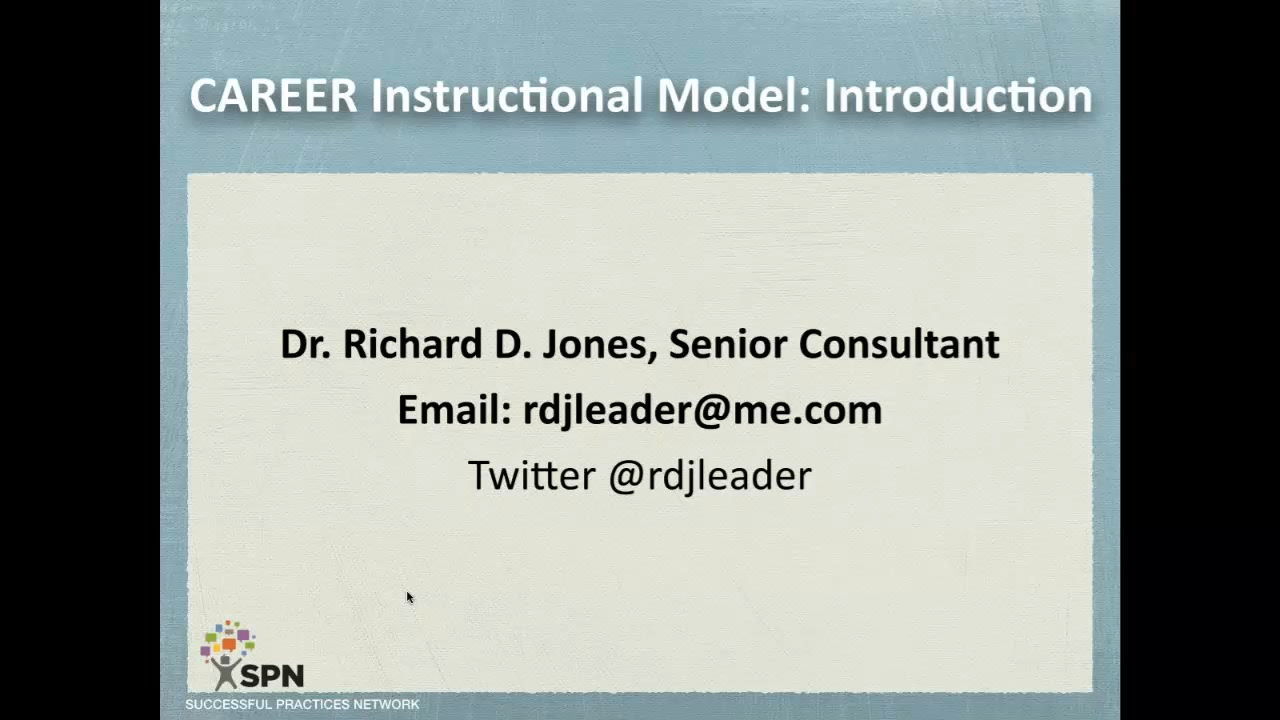 CAREER Instructional Model: Introduction
Dr. Richard D. Jones, Senior Consultant
Email: rdjleader@me.com
Twitter @rdjleader
SPN
SUCCESSFUL PRACTICES NETWORK